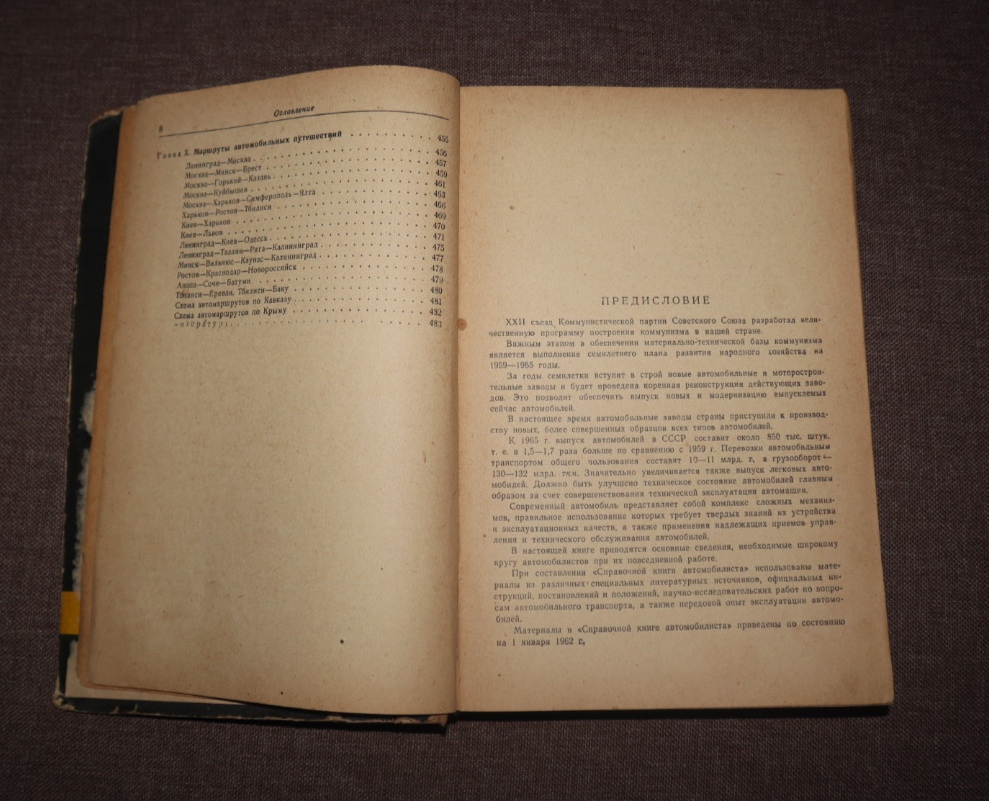 8
Оглавление
Глава X. Маршруты автомобильных путешествий . . . . . . . . 455
Ленинград—Москва . . . . . . . . 456
Москва—Минск—Брест . . . . . . . . 457
Москва—Горький—Казань . . . . . . . . 459
Москва—Куйбышев . . . . . . . . 461
Москва—Харьков—Симферополь—Ялта . . . . . . . . 463
Харьков—Ростов—Тбилиси . . . . . . . . 466
Киев—Харьков . . . . . . . . 469
Киев—Львов . . . . . . . . 470
Ленинград—Киев—Одесса . . . . . . . . 471
Ленинград—Таллин—Рига—Калининград . . . . . . . . 475
Минск—Вильнюс—Каунас—Калининград . . . . . . . . 477
Ростов—Краснодар—Новороссийск . . . . . . . . 478
Анапа—Сочи—Батуми . . . . . . . . 479
Тбилиси—Ереван, Тбилиси—Баку . . . . . . . . 480
Схема автомаршрутов по Кавказу . . . . . . . . 481
Схема автомаршрутов по Крыму . . . . . . . . 482
Литература . . . . . . . . 483
ПРЕДИСЛОВИЕ
XXII съезд Коммунистической партии Советского Союза разработал вели-
чественную программу построения коммунизма в нашей стране.
Важным этапом в обеспечении материально-технической базы коммунизма
является выполнение семилетнего плана развития народного хозяйства на
1959—1965 годы.
За годы семилетки вступят в строй новые автомобильные и моторострои-
тельные заводы и будет проведена коренная реконструкция действующих заво-
дов. Это позволит обеспечить выпуск новых и модернизацию выпускаемых
сейчас автомобилей.
В настоящее время автомобильные заводы страны приступили к производ-
ству новых, более совершенных образцов всех типов автомобилей.
К 1965 г. выпуск автомобилей в СССР составит около 850 тыс. штук,
т. е. в 1,5—1,7 раза больше по сравнению с 1959 г. Перевозки автомобильным
транспортом общего пользования составят 10—11 млрд. т, а грузооборот —
130—132 млрд. ткм. Значительно увеличивается также выпуск легковых авто-
мобилей. Должно быть улучшено техническое состояние автомобилей главным
образом за счет совершенствования технической эксплуатации автомашин.
Современный автомобиль представляет собой комплекс сложных механиз-
мов, правильное использование которых требует твердых знаний их устройства
и эксплуатационных качеств, а также применения надлежащих приемов управ-
ления и технического обслуживания автомобилей.
В настоящей книге приводятся основные сведения, необходимые широкому
кругу автомобилистов при их повседневной работе.
При составлении «Справочной книги автомобилиста» использованы мате-
риалы из различных специальных литературных источников, официальных ин-
струкций, постановлений и положений, научно-исследовательских работ по вопро-
сам автомобильного транспорта, а также передовой опыт эксплуатации автомо-
билей.
Материалы в «Справочной книге автомобилиста» приведены по состоянию
на 1 января 1962 г.